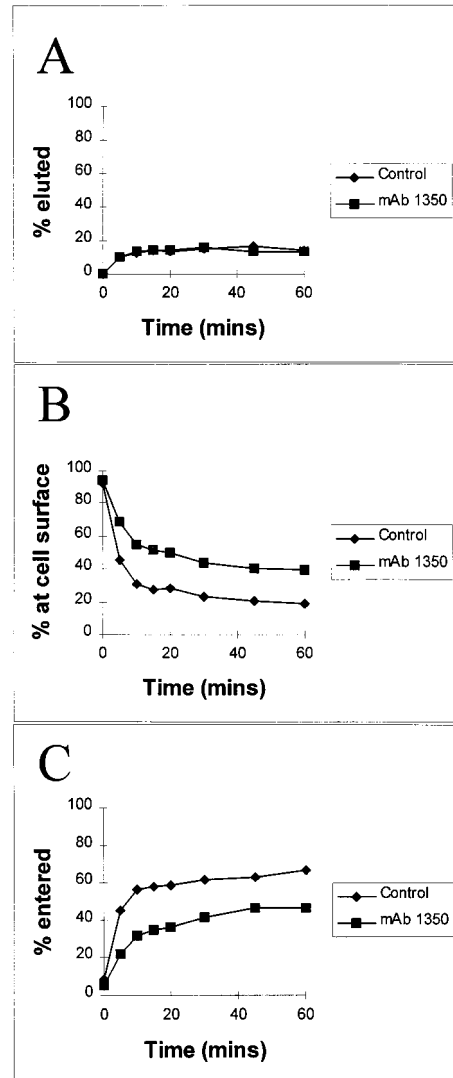 A
100
80
60
40
20
0
% eluted
0 20 40 60
Time (mins)
Control
mAb 1350
B
100
80
60
40
20
0
% at cell surface
0 20 40 60
Time (mins)
Control
mAb 1350
C
100
80
60
40
20
0
% entered
0 20 40 60
Time (mins)
Control
mAb 1350